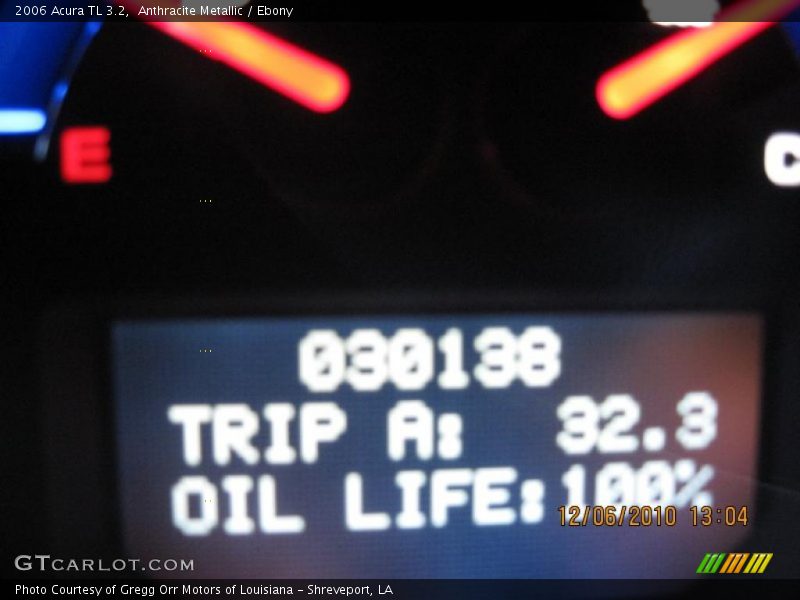 2006 Acura TL 3.2, Anthracite Metallic / Ebony
E
C
030138
TRIP A: 32.3
OIL LIFE:100%
12/06/2010 13:04
GTCARLOT.COM
Photo Courtesy of Gregg Orr Motors of Louisiana - Shreveport, LA